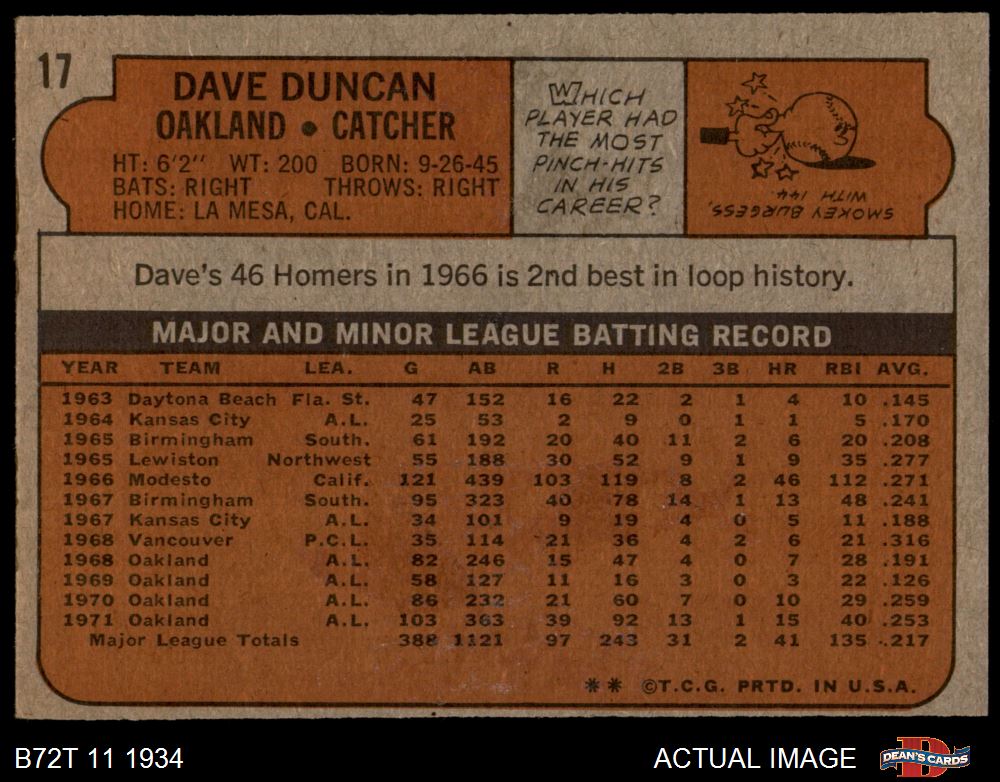 17
DAVE DUNCAN
OAKLAND • CATCHER
HT: 6'2" WT: 200 BORN: 9-26-45
BATS: RIGHT THROWS: RIGHT
HOME: LA MESA, CAL.
WHICH
PLAYER HAD
THE MOST
PINCH-HITS
IN HIS
CAREER?
SMOKEY BURGESS,
WITH 144
Dave's 46 Homers in 1966 is 2nd best in loop history.
MAJOR AND MINOR LEAGUE BATTING RECORD
YEAR TEAM LEA. G AB R H 2B 3B HR RBI AVG.
1963 Daytona Beach Fla. St. 47 152 16 22 2 1 4 10 .145
1964 Kansas City A.L. 25 53 2 9 0 1 1 5 .170
1965 Birmingham South. 61 192 20 40 11 2 6 20 .208
1965 Lewiston Northwest 55 188 30 52 9 1 9 35 .277
1966 Modesto Calif. 121 439 103 119 8 2 46 112 .271
1967 Birmingham South. 95 323 40 78 14 1 13 48 .241
1967 Kansas City A.L. 34 101 9 19 4 0 5 11 .188
1968 Vancouver P.C.L. 35 114 21 36 4 2 6 21 .316
1968 Oakland A.L. 82 246 15 47 4 0 7 28 .191
1969 Oakland A.L. 58 127 11 16 3 0 3 22 .126
1970 Oakland A.L. 86 232 21 60 7 0 10 29 .259
1971 Oakland A.L. 103 363 39 92 13 1 15 40 .253
Major League Totals 388 1121 97 243 31 2 41 135 .217
** ©T.C.G. PRTD. IN U.S.A.
B72T 11 1934
ACTUAL IMAGE
DEAN'S CARDS